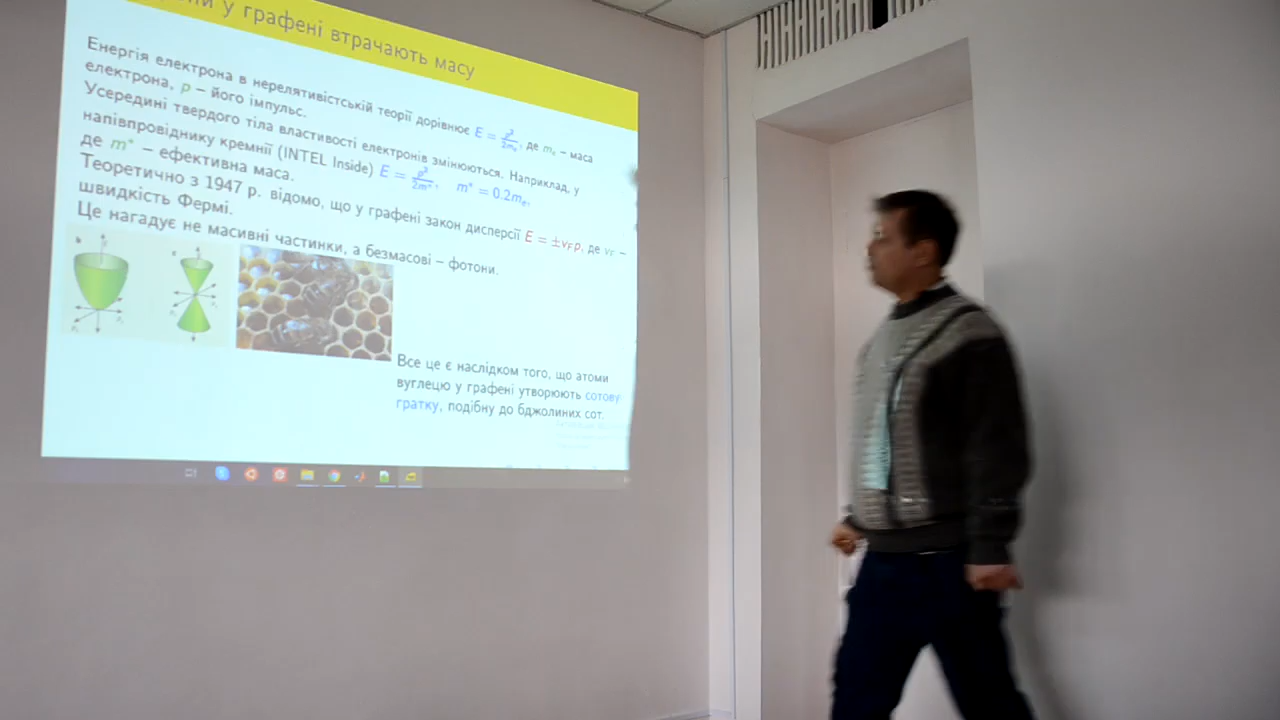 у графені втрачають масу
Енергія електрона в нерелятивістській теорії дорівнює E = p²/2mₑ, де mₑ – маса
електрона, p – його імпульс.
Усередині твердого тіла властивості електронів змінюються. Наприклад, у
напівпровіднику кремнії (INTEL Inside) E = p²/2m*, m* = 0.2mₑ,
де m* – ефективна маса.
Теоретично з 1947 р. відомо, що у графені закон дисперсії E = ±v_F p, де v_F –
швидкість Фермі.
Це нагадує не масивні частинки, а безмасові – фотони.
Все це є наслідком того, що атоми
вуглецю у графені утворюють сотову
гратку, подібну до бджолиних сот.